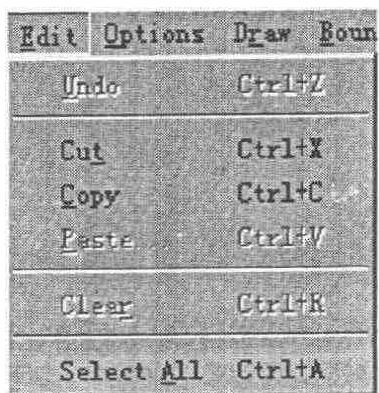 Edit Options Draw Boun
Undo Ctrl+Z
Cut Ctrl+X
Copy Ctrl+C
Paste Ctrl+V
Clear Ctrl+R
Select All Ctrl+A